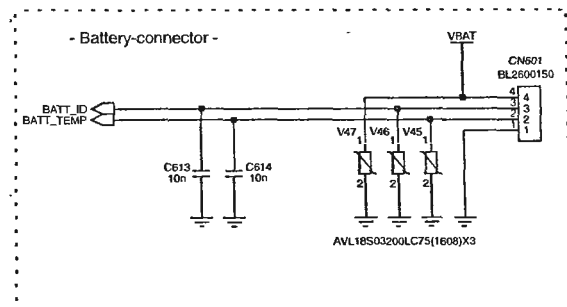 - Battery-connector -
VBAT
CN601
BL2600150
BATT_ID
BATT_TEMP
4 4
3 3
2 2
1 1
V47 1 V46 1 V45 1
C613
10n
C614
10n
2 2 2
AVL18S03200LC75(1608)X3